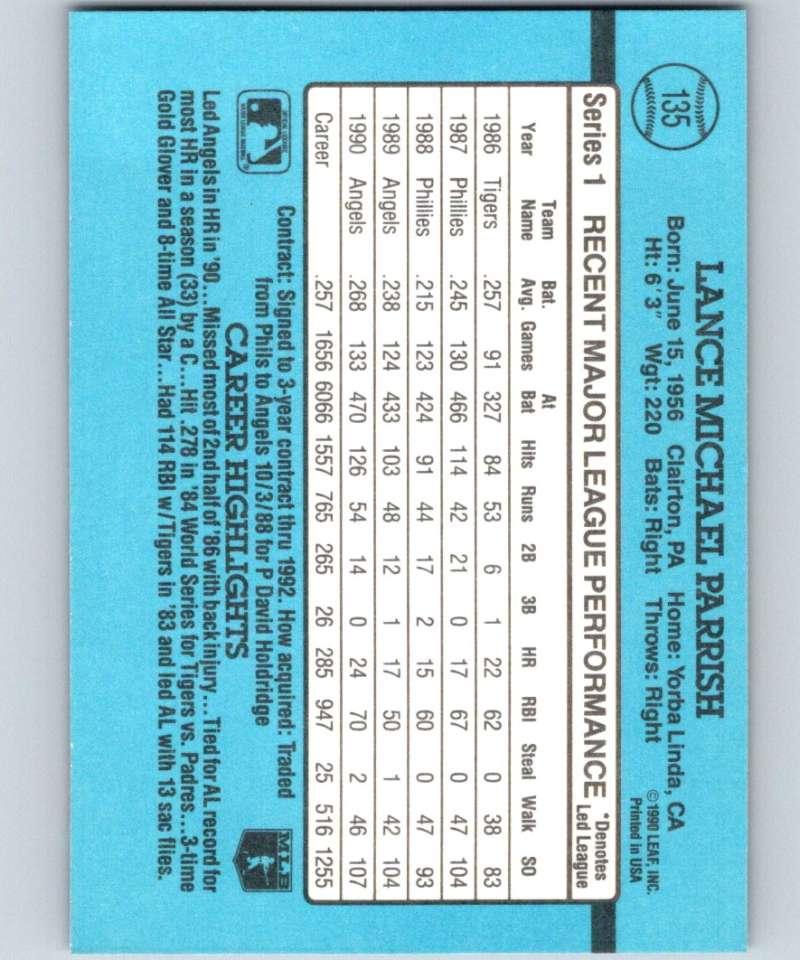 135
LANCE MICHAEL PARRISH
Born: June 15, 1956 Clairton, PA Home: Yorba Linda, CA
Ht: 6'3" Wgt: 220 Bats: Right Throws: Right
©1990 LEAF, INC.
Printed in USA
Series 1 RECENT MAJOR LEAGUE PERFORMANCE *Denotes Led League
Year Team Name Bat. Avg. Games At Bat Hits Runs 2B 3B HR RBI Steal Walk SO
1986 Tigers .257 91 327 84 53 6 1 22 62 0 38 83
1987 Phillies .245 130 466 114 42 21 0 17 67 0 47 104
1988 Phillies .215 123 424 91 44 17 2 15 60 0 47 93
1989 Angels .238 124 433 103 48 12 1 17 50 1 42 104
1990 Angels .268 133 470 126 54 14 0 24 70 2 46 107
Career .257 1656 6066 1557 765 265 26 285 947 25 516 1255
Contract: Signed to 3-year contract thru 1992. How acquired: Traded
from Phils to Angels 10/3/88 for P David Holdridge
CAREER HIGHLIGHTS
Led Angels in HR in '90...Missed most of 2nd half of '86 with back injury...Tied for AL record for
most HR in a season (33) by a C...Hit .278 in '84 World Series for Tigers vs. Padres...3-time
Gold Glover and 8-time All Star...Had 114 RBI w/Tigers in '83 and led AL with 13 sac flies.
MLB